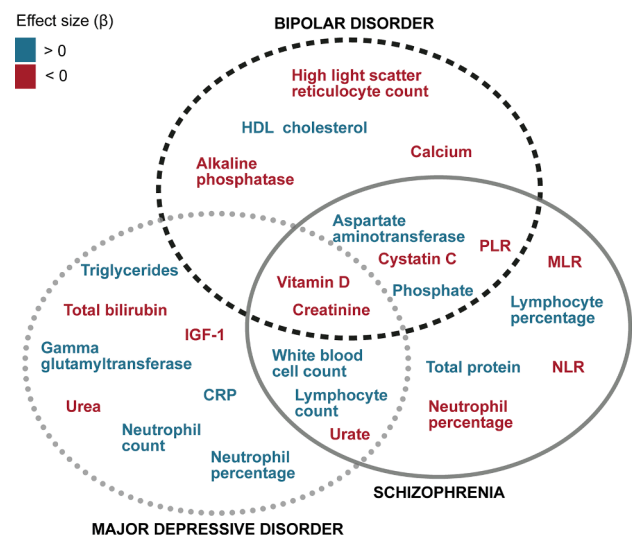 Effect size (β)
> 0
< 0
BIPOLAR DISORDER
High light scatter
reticulocyte count
HDL cholesterol
Calcium
Alkaline
phosphatase
Aspartate
aminotransferase
PLR
Cystatin C
MLR
Vitamin D
Phosphate
Creatinine
Lymphocyte
percentage
Triglycerides
Total bilirubin
IGF-1
Gamma
glutamyltransferase
White blood
cell count
Total protein
NLR
CRP
Lymphocyte
count
Urea
Neutrophil
percentage
Neutrophil
count
Urate
Neutrophil
percentage
SCHIZOPHRENIA
MAJOR DEPRESSIVE DISORDER